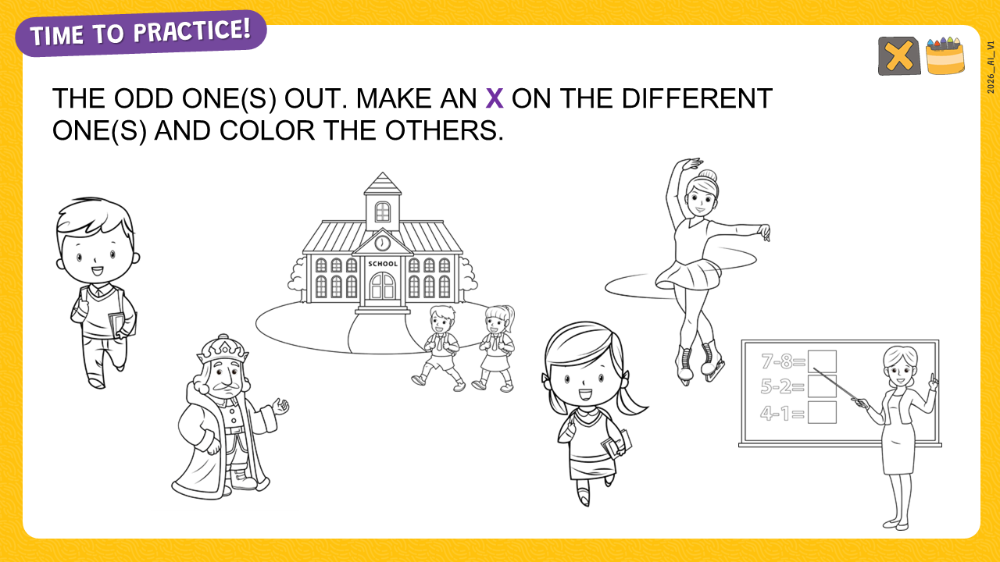 TIME TO PRACTICE!
2026_AI_V1
THE ODD ONE(S) OUT. MAKE AN X ON THE DIFFERENT
ONE(S) AND COLOR THE OTHERS.
SCHOOL
7-8=
5-2=
4-1=